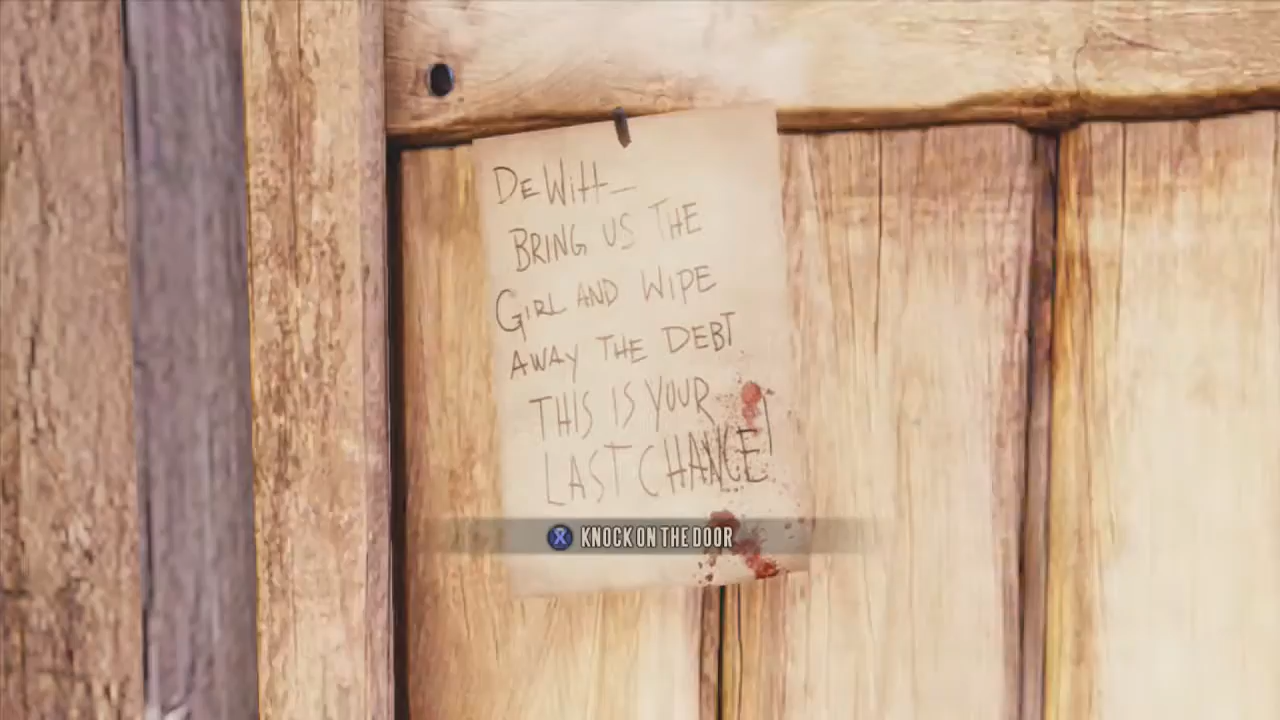 DEWitt_
BRING US THE
GIRL AND WIPE
AWAY THE DEBT
THIS IS YOUR
LAST CHANCE!
X KNOCK ON THE DOOR